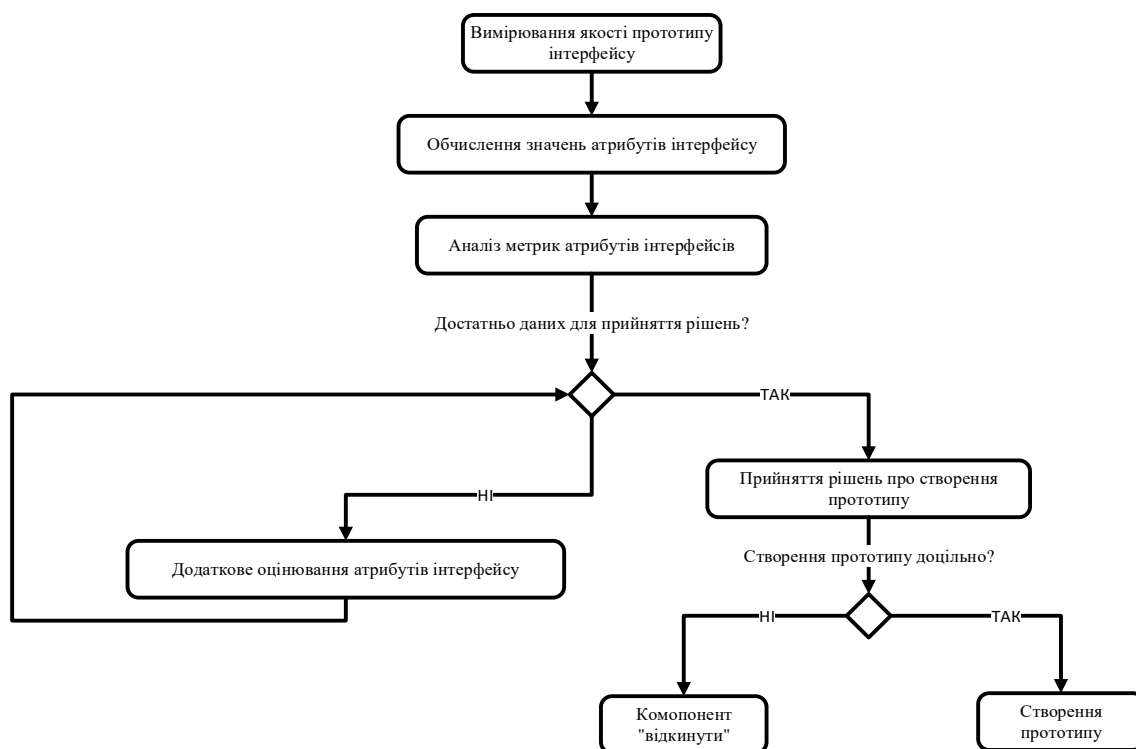 Вимірювання якості прототипу
інтерфейсу
Обчислення значень атрибутів інтерфейсу
Аналіз метрик атрибутів інтерфейсів
Достатньо даних для прийняття рішень?
ТАК
Прийняття рішень про створення
прототипу
НІ
Додаткове оцінювання атрибутів інтерфейсу
Створення прототипу доцільно?
НІ
ТАК
Комопонент
"відкинути"
Створення
прототипу